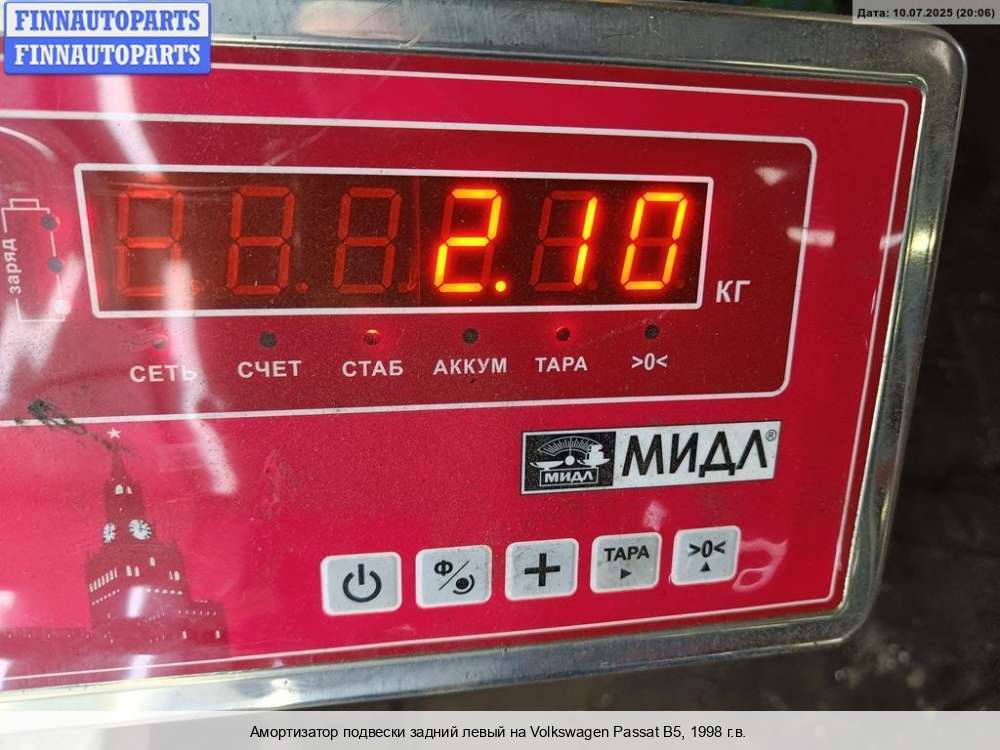 FINNAUTOPARTS
FINNAUTOPARTS
Дата: 10.07.2025 (20:06)
заряд
2.10
КГ
СЕТЬ СЧЕТ СТАБ АККУМ ТАРА >0<
МИДЛ МИДЛ®
Ф ТАРА >0<
Амортизатор подвески задний левый на Volkswagen Passat B5, 1998 г.в.